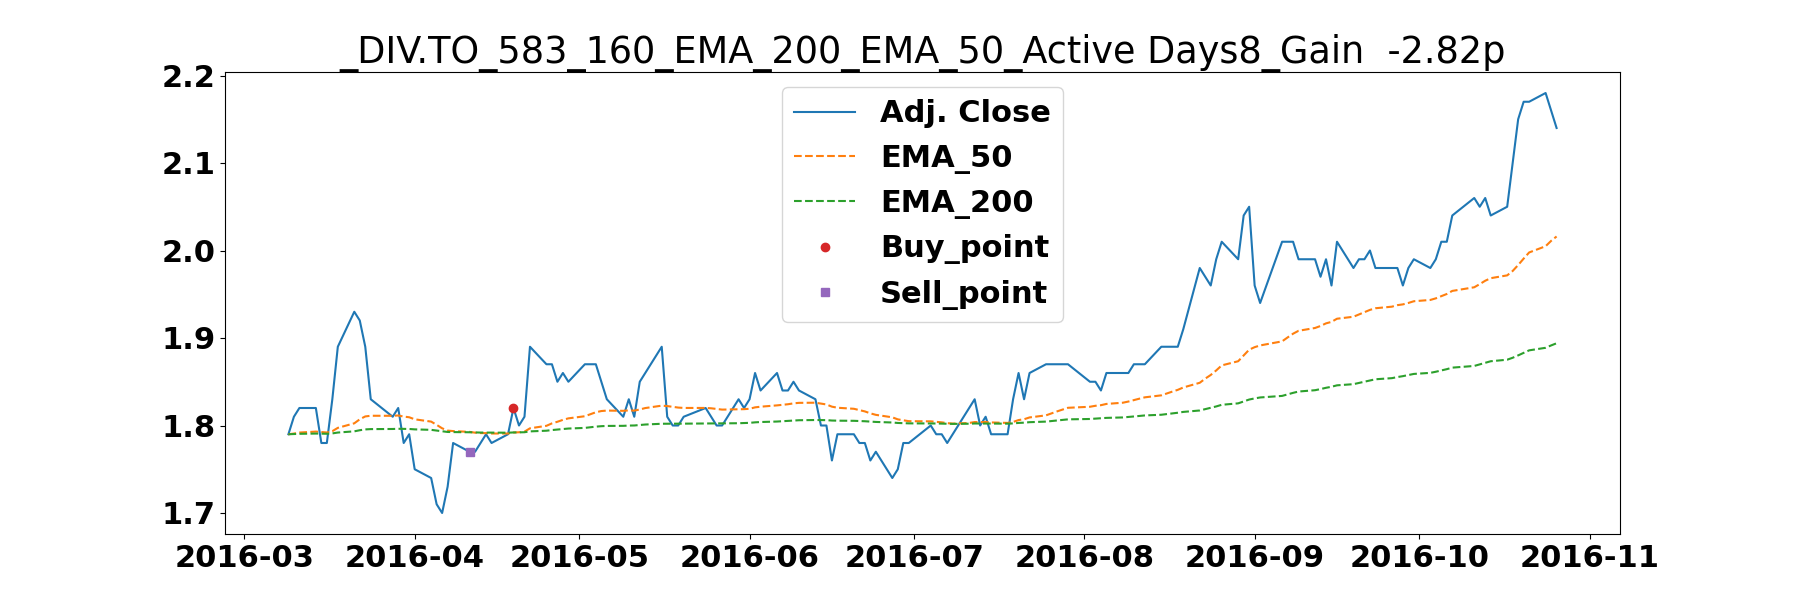 _DIV.TO_583_160_EMA_200_EMA_50_Active Days8_Gain  -2.82p
2.2
2.1
2.0
1.9
1.8
1.7
Adj. Close
EMA_50
EMA_200
Buy_point
Sell_point
2016-03 2016-04 2016-05 2016-06 2016-07 2016-08 2016-09 2016-10 2016-11